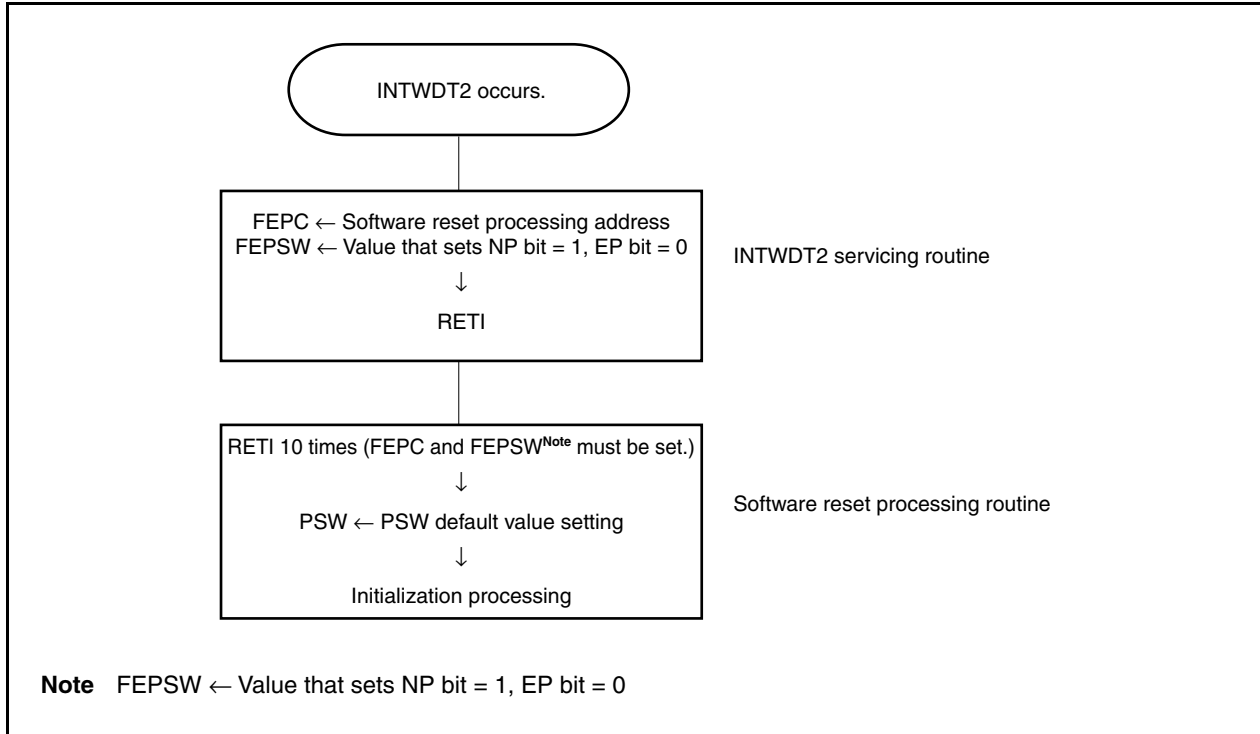 INTWDT2 occurs.
FEPC ← Software reset processing address
FEPSW ← Value that sets NP bit = 1, EP bit = 0
↓
RETI
INTWDT2 servicing routine
RETI 10 times (FEPC and FEPSWNote must be set.)
↓
PSW ← PSW default value setting
↓
Initialization processing
Software reset processing routine
Note FEPSW ← Value that sets NP bit = 1, EP bit = 0